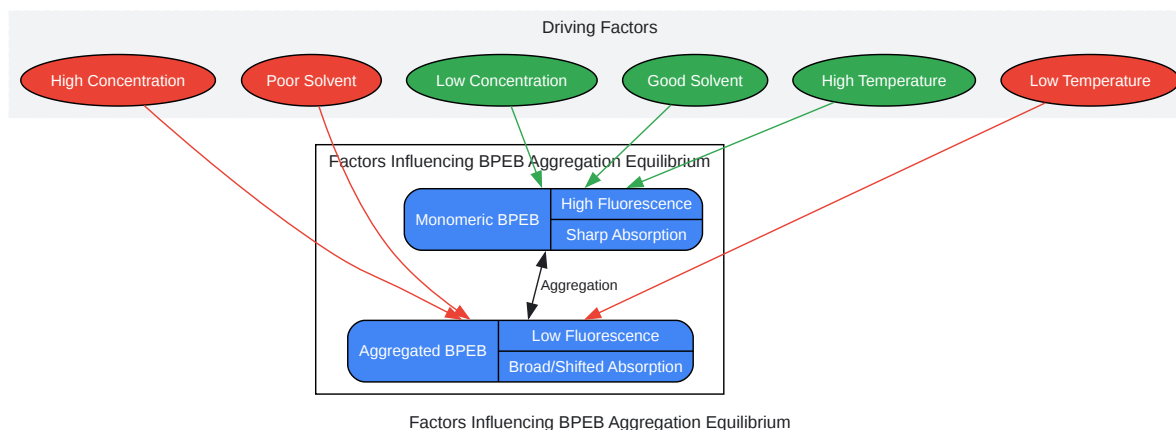 Driving Factors
High Concentration
Poor Solvent
Low Concentration
Good Solvent
High Temperature
Low Temperature
Factors Influencing BPEB Aggregation Equilibrium
Monomeric BPEB
High Fluorescence
Sharp Absorption
Aggregation
Aggregated BPEB
Low Fluorescence
Broad/Shifted Absorption
Factors Influencing BPEB Aggregation Equilibrium